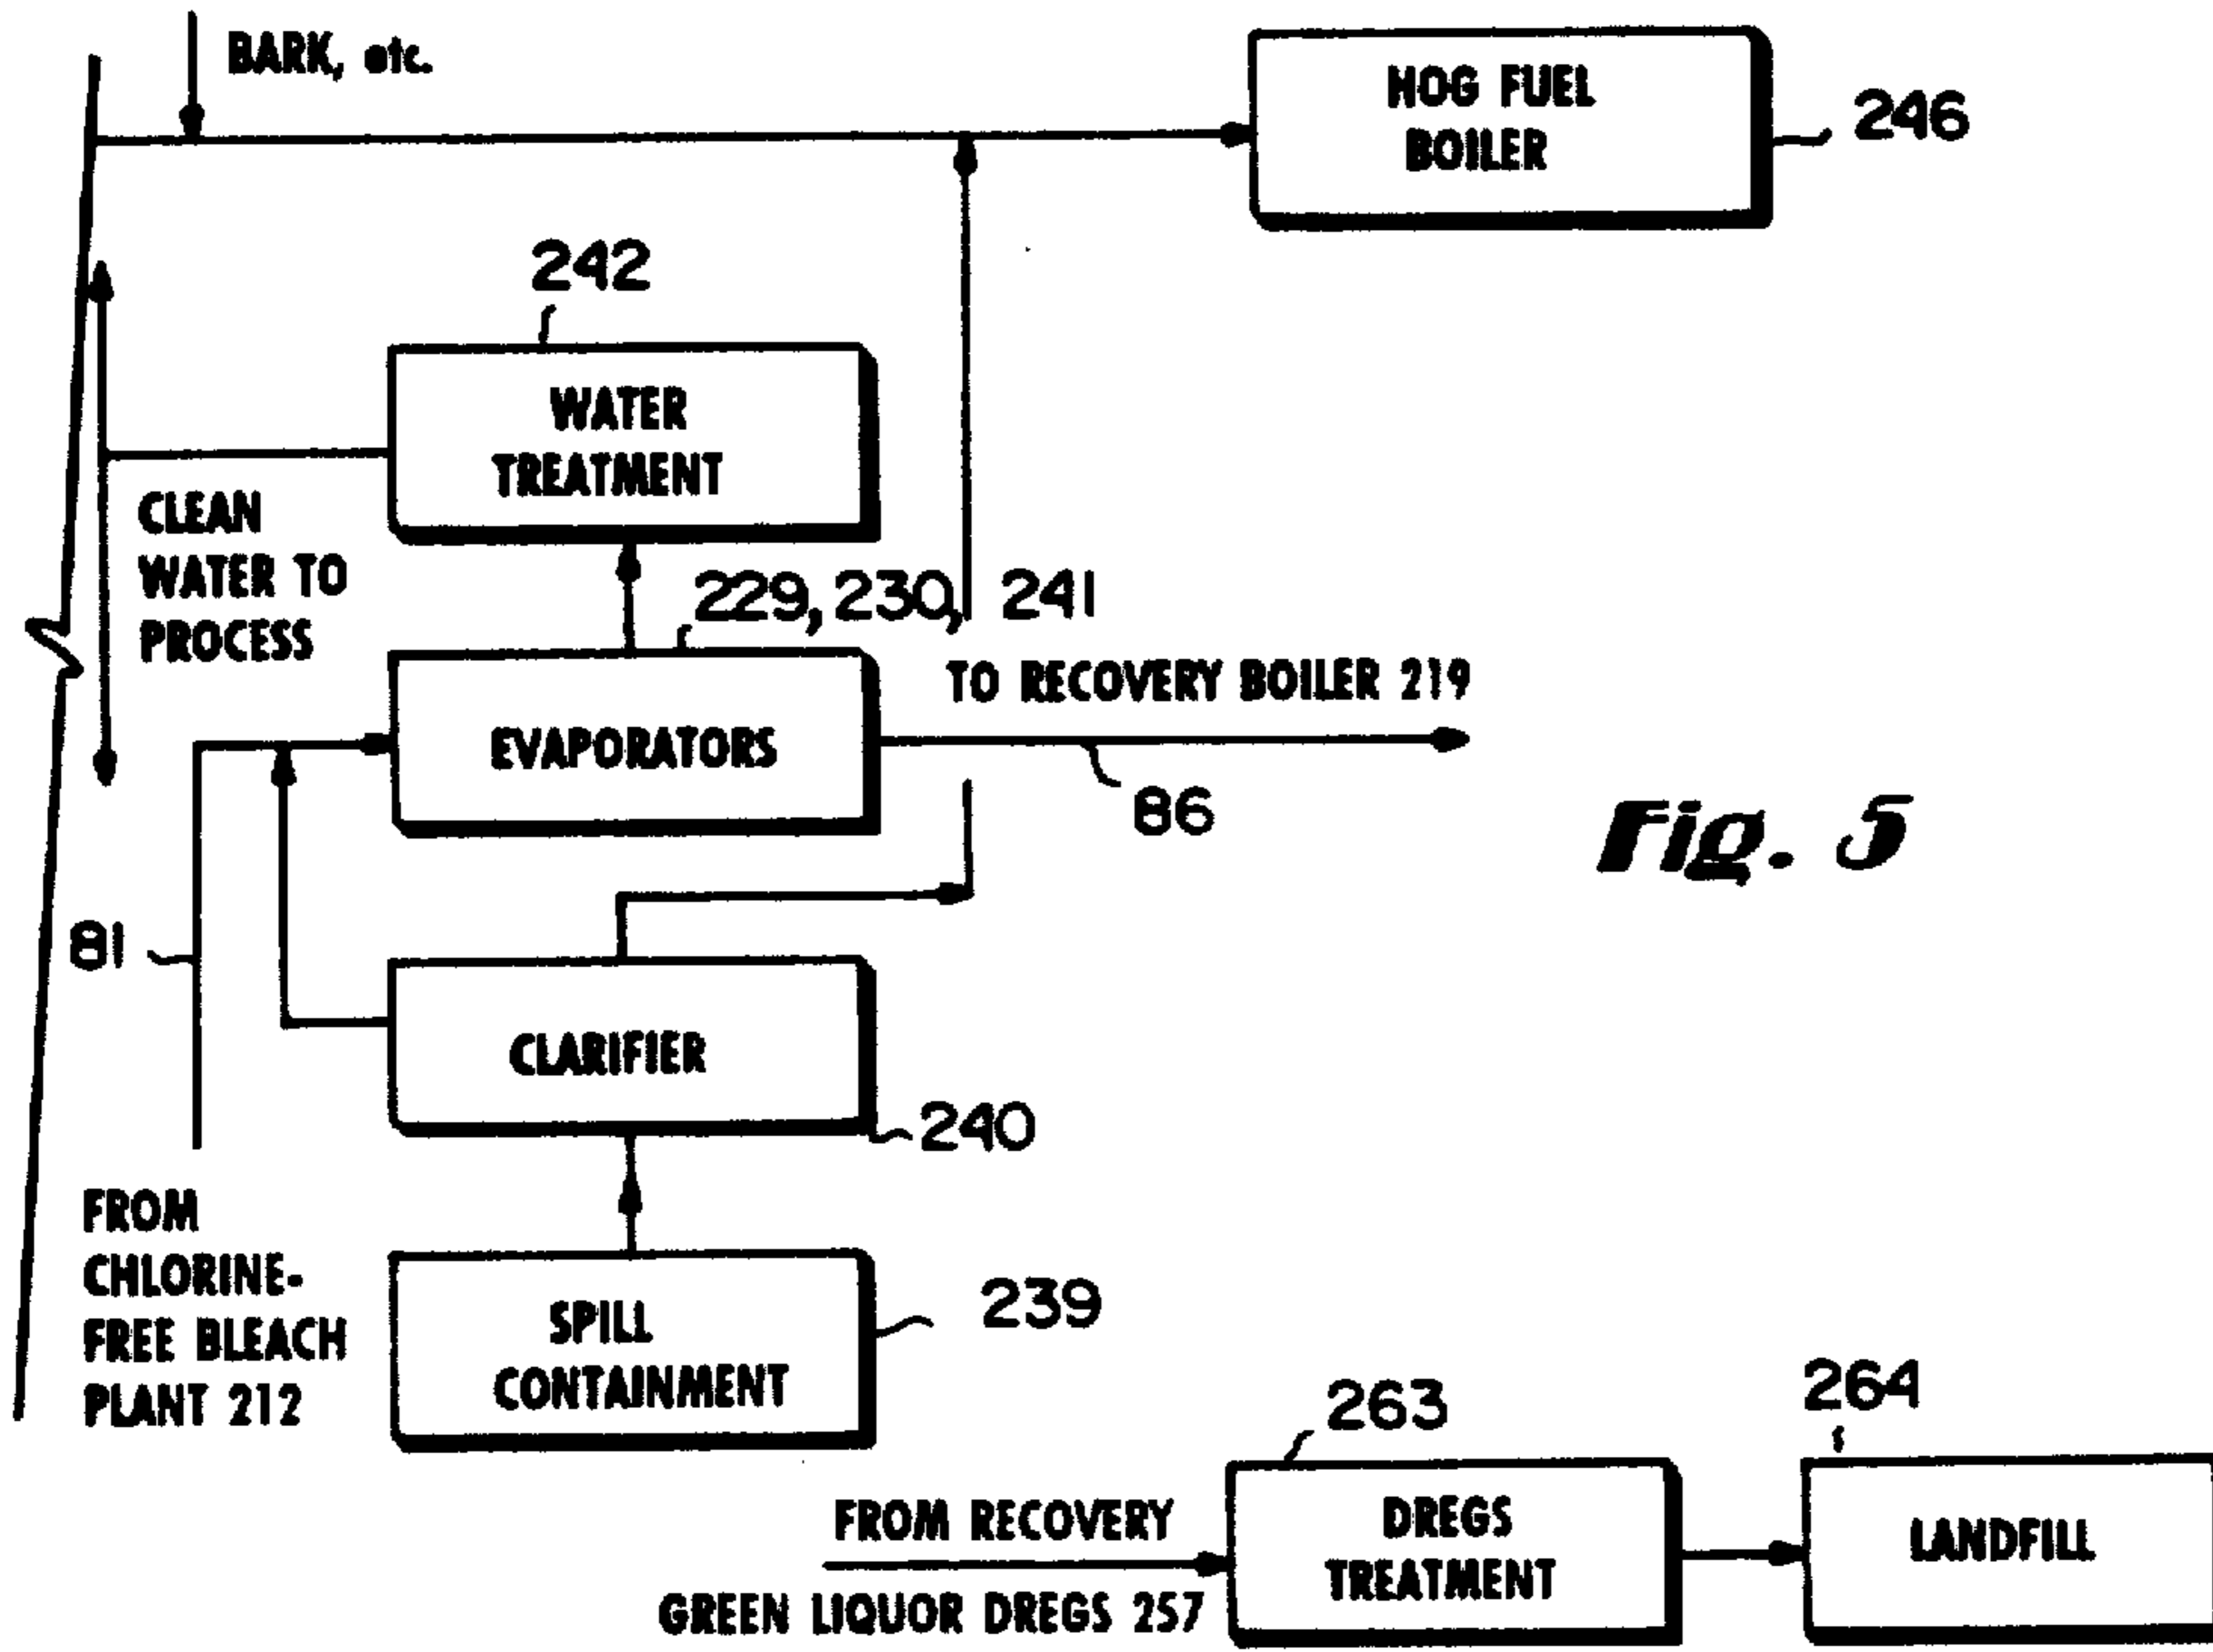 BARK, etc.
HOG FUEL
BOILER
246
242
WATER
TREATMENT
CLEAN
WATER TO
PROCESS
229, 230, 241
TO RECOVERY BOILER 219
EVAPORATORS
86
Fig. 5
81
CLARIFIER
240
FROM
CHLORINE-
FREE BLEACH
PLANT 212
SPILL
CONTAINMENT
239
263
264
FROM RECOVERY
GREEN LIQUOR DREGS 257
DREGS
TREATMENT
LANDFILL